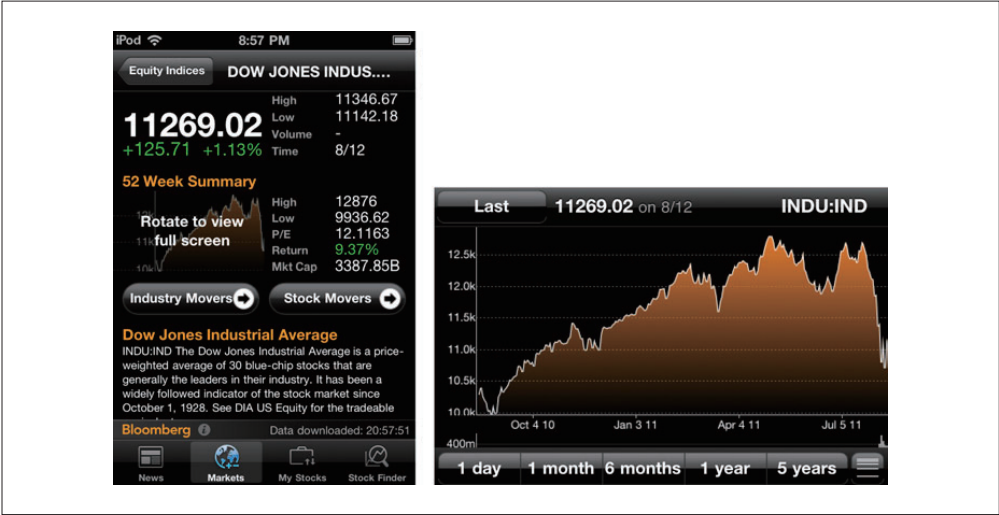 iPod 8:57 PM
Equity Indices DOW JONES INDUS....
11269.02
+125.71 +1.13%
High 11346.67
Low 11142.18
Volume -
Time 8/12
52 Week Summary
12k
11k
10k
Rotate to view
full screen
High 12876
Low 9936.62
P/E 12.1163
Return 9.37%
Mkt Cap 3387.85B
Industry Movers Stock Movers
Dow Jones Industrial Average
INDU:IND The Dow Jones Industrial Average is a price-
weighted average of 30 blue-chip stocks that are
generally the leaders in their industry. It has been a
widely followed indicator of the stock market since
October 1, 1928. See DIA US Equity for the tradeable
Bloomberg i Data downloaded: 20:57:51
News Markets My Stocks Stock Finder
Last 11269.02 on 8/12 INDU:IND
12.5k
12.0k
11.5k
11.0k
10.5k
10.0k
Oct 4 10 Jan 3 11 Apr 4 11 Jul 5 11
400m
1 day 1 month 6 months 1 year 5 years